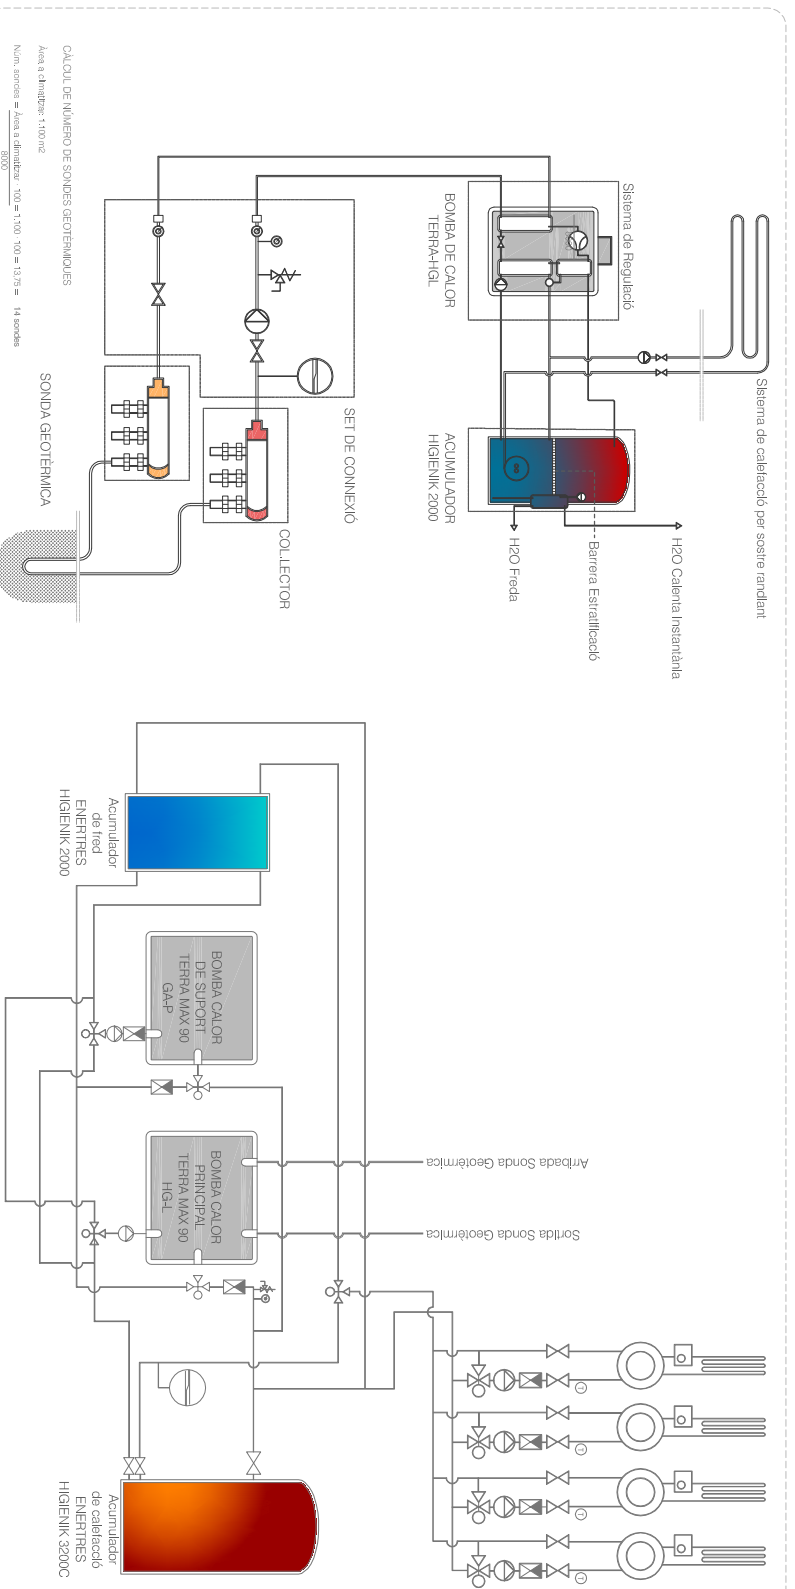 Sistema de calefacció per sostre randiant
Sistema de Regulació
BOMBA DE CALOR
TERRA-HGL
ACUMULADOR
HIGIENIK 2000
H2O Calenta Instantània
Barrera Estratificació
H2O Freda
SET DE CONNEXIÓ
COL.LECTOR
SONDA GEOTÈRMICA
CÀLCUL DE NÚMERO DE SONDES GEOTÈRMIQUES
Àrea a climatitzar: 1.100 m2
Núm. sondes = Àrea a climatitzar · 100 = 1.100 · 100 = 13,75 = 14 sondes
8000
Acumulador
de fred
ENERTRES
HIGIENIK 2000
BOMBA CALOR
DE SUPORT
TERRA MAX 90
GA-P
BOMBA CALOR
PRINCIPAL
TERRA MAX 90
HG-L
Arribada Sonda Geotèrmica
Sortida Sonda Geotèrmica
T
T
T
T
Acumulador
de calefacció
ENERTRES
HIGIENIK 3200C